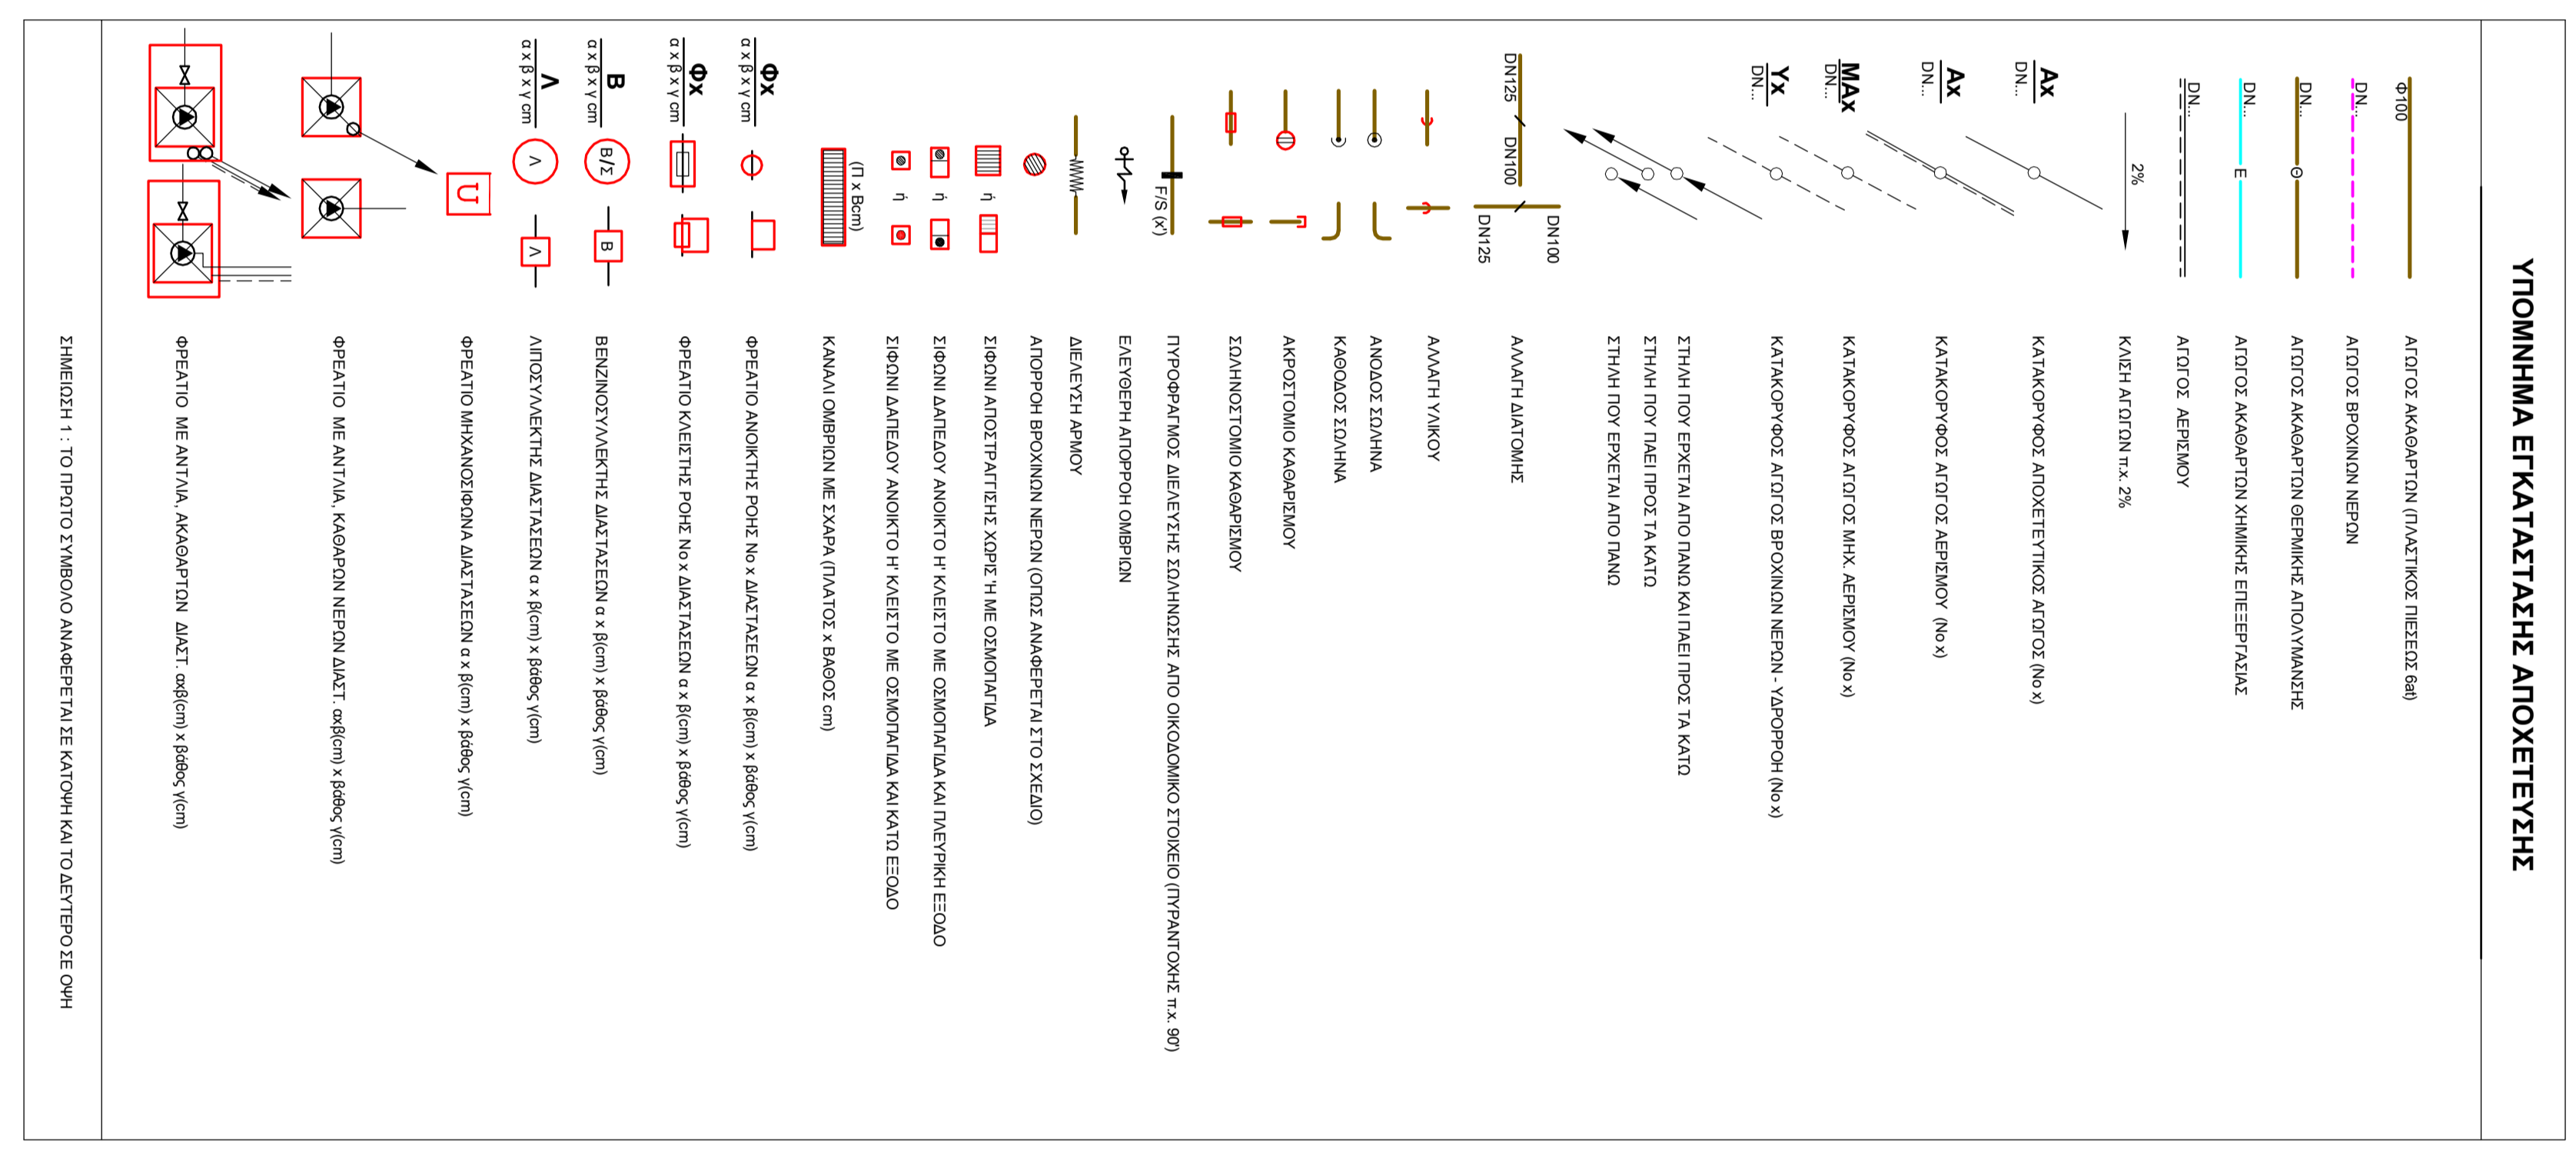 ΥΠΟΜΝΗΜΑ ΕΓΚΑΤΑΣΤΑΣΗΣ ΑΠΟΧΕΤΕΥΣΗΣ
Φ100
ΑΓΩΓΟΣ ΑΚΑΘΑΡΤΩΝ (ΠΛΑΣΤΙΚΟΣ ΠΙΕΣΕΩΣ 6at)
DN...
ΑΓΩΓΟΣ ΒΡΟΧΙΝΩΝ ΝΕΡΩΝ
DN...
Θ
ΑΓΩΓΟΣ ΑΚΑΘΑΡΤΩΝ ΘΕΡΜΙΚΗΣ ΑΠΟΛΥΜΑΝΣΗΣ
DN...
Ε
ΑΓΩΓΟΣ ΑΚΑΘΑΡΤΩΝ ΧΗΜΙΚΗΣ ΕΠΕΞΕΡΓΑΣΙΑΣ
DN...
ΑΓΩΓΟΣ ΑΕΡΙΣΜΟΥ
2%
ΚΛΙΣΗ ΑΓΩΓΩΝ π.χ. 2%
Αx
DN...
ΚΑΤΑΚΟΡΥΦΟΣ ΑΠΟΧΕΤΕΥΤΙΚΟΣ ΑΓΩΓΟΣ (No x)
Αx
DN...
ΚΑΤΑΚΟΡΥΦΟΣ ΑΓΩΓΟΣ ΑΕΡΙΣΜΟΥ (No x)
ΜΑx
DN...
ΚΑΤΑΚΟΡΥΦΟΣ ΑΓΩΓΟΣ ΜΗΧ. ΑΕΡΙΣΜΟΥ (No x)
Υx
DN...
ΚΑΤΑΚΟΡΥΦΟΣ ΑΓΩΓΟΣ ΒΡΟΧΙΝΩΝ ΝΕΡΩΝ - ΥΔΡΟΡΡΟΗ (No x)
ΣΤΗΛΗ ΠΟΥ ΕΡΧΕΤΑΙ ΑΠΟ ΠΑΝΩ ΚΑΙ ΠΑΕΙ ΠΡΟΣ ΤΑ ΚΑΤΩ
ΣΤΗΛΗ ΠΟΥ ΠΑΕΙ ΠΡΟΣ ΤΑ ΚΑΤΩ
ΣΤΗΛΗ ΠΟΥ ΕΡΧΕΤΑΙ ΑΠΟ ΠΑΝΩ
DN125 DN100
DN100
DN125
ΑΛΛΑΓΗ ΔΙΑΤΟΜΗΣ
ΑΛΛΑΓΗ ΥΛΙΚΟΥ
ΑΝΟΔΟΣ ΣΩΛΗΝΑ
ΚΑΘΟΔΟΣ ΣΩΛΗΝΑ
ΑΚΡΟΣΤΟΜΙΟ ΚΑΘΑΡΙΣΜΟΥ
ΣΩΛΗΝΟΣΤΟΜΙΟ ΚΑΘΑΡΙΣΜΟΥ
F/S (x')
ΠΥΡΟΦΡΑΓΜΟΣ ΔΙΕΛΕΥΣΗΣ ΣΩΛΗΝΩΣΗΣ ΑΠΟ ΟΙΚΟΔΟΜΙΚΟ ΣΤΟΙΧΕΙΟ (ΠΥΡΑΝΤΟΧΗΣ π.χ. 90')
ΕΛΕΥΘΕΡΗ ΑΠΟΡΡΟΗ ΟΜΒΡΙΩΝ
ΔΙΕΛΕΥΣΗ ΑΡΜΟΥ
ΑΠΟΡΡΟΗ ΒΡΟΧΙΝΩΝ ΝΕΡΩΝ (ΟΠΩΣ ΑΝΑΦΕΡΕΤΑΙ ΣΤΟ ΣΧΕΔΙΟ)
ή
ΣΙΦΩΝΙ ΑΠΟΣΤΡΑΓΓΙΣΗΣ ΧΩΡΙΣ 'Η ΜΕ ΟΣΜΟΠΑΓΙΔΑ
ή
ΣΙΦΩΝΙ ΔΑΠΕΔΟΥ ΑΝΟΙΚΤΟ Η' ΚΛΕΙΣΤΟ ΜΕ ΟΣΜΟΠΑΓΙΔΑ ΚΑΙ ΠΛΕΥΡΙΚΗ ΕΞΟΔΟ
ή
ΣΙΦΩΝΙ ΔΑΠΕΔΟΥ ΑΝΟΙΚΤΟ Η' ΚΛΕΙΣΤΟ ΜΕ ΟΣΜΟΠΑΓΙΔΑ ΚΑΙ ΚΑΤΩ ΕΞΟΔΟ
(Π x Βcm)
ΚΑΝΑΛΙ ΟΜΒΡΙΩΝ ΜΕ ΣΧΑΡΑ (ΠΛΑΤΟΣ x ΒΑΘΟΣ cm)
Φx
α x β x γ cm
ΦΡΕΑΤΙΟ ΑΝΟΙΚΤΗΣ ΡΟΗΣ No x ΔΙΑΣΤΑΣΕΩΝ α x β(cm) x βάθος γ(cm)
Φx
α x β x γ cm
ΦΡΕΑΤΙΟ ΚΛΕΙΣΤΗΣ ΡΟΗΣ No x ΔΙΑΣΤΑΣΕΩΝ α x β(cm) x βάθος γ(cm)
Β
α x β x γ cm
Β/Σ
Β
ΒΕΝΖΙΝΟΣΥΛΛΕΚΤΗΣ ΔΙΑΣΤΑΣΕΩΝ α x β(cm) x βάθος γ(cm)
Λ
α x β x γ cm
Λ
Λ
ΛΙΠΟΣΥΛΛΕΚΤΗΣ ΔΙΑΣΤΑΣΕΩΝ α x β(cm) x βάθος γ(cm)
ΦΡΕΑΤΙΟ ΜΗΧΑΝΟΣΙΦΩΝΑ ΔΙΑΣΤΑΣΕΩΝ α x β(cm) x βάθος γ(cm)
ΦΡΕΑΤΙΟ ΜΕ ΑΝΤΛΙΑ, ΚΑΘΑΡΩΝ ΝΕΡΩΝ ΔΙΑΣΤ. αxβ(cm) x βάθος γ(cm)
ΦΡΕΑΤΙΟ ΜΕ ΑΝΤΛΙΑ, ΑΚΑΘΑΡΤΩΝ ΔΙΑΣΤ. αxβ(cm) x βάθος γ(cm)
ΣΗΜΕΙΩΣΗ 1 : ΤΟ ΠΡΩΤΟ ΣΥΜΒΟΛΟ ΑΝΑΦΕΡΕΤΑΙ ΣΕ ΚΑΤΟΨΗ ΚΑΙ ΤΟ ΔΕΥΤΕΡΟ ΣΕ ΟΨΗ